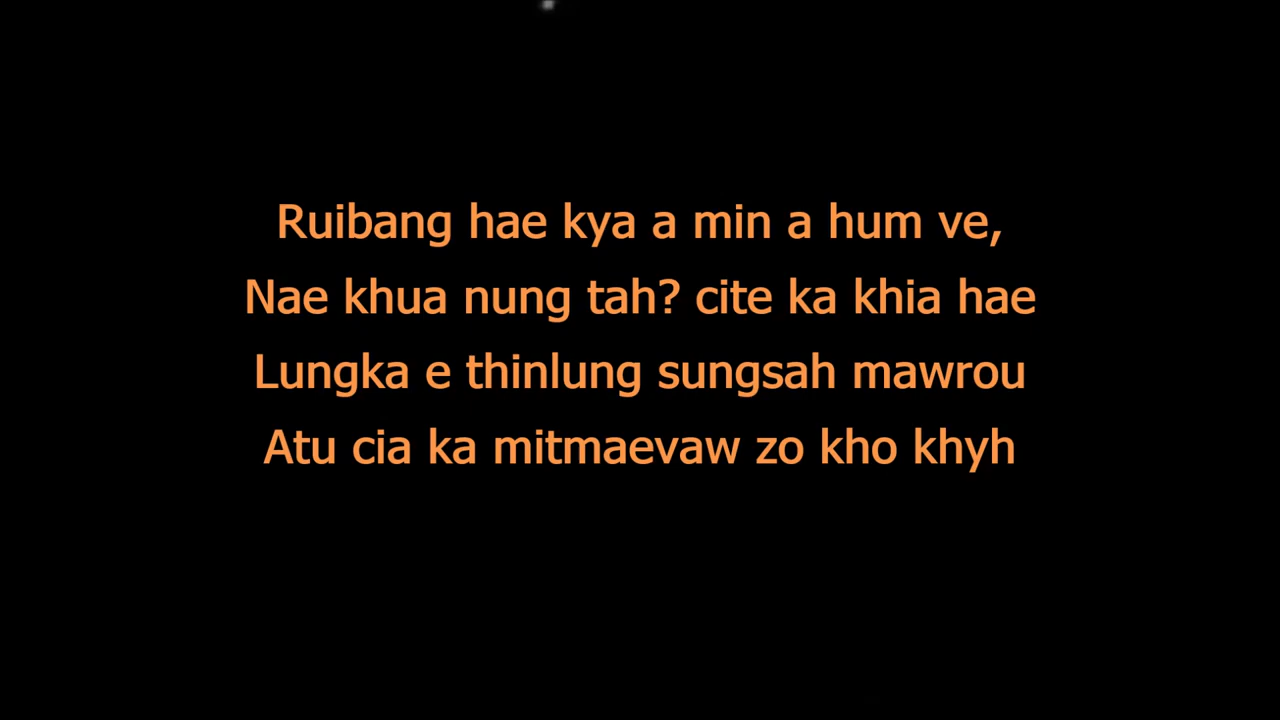 Ruibang hae kya a min a hum ve,
Nae khua nung tah? cite ka khia hae
Lungka e thinlung sungsah mawrou
Atu cia ka mitmaevaw zo kho khyh